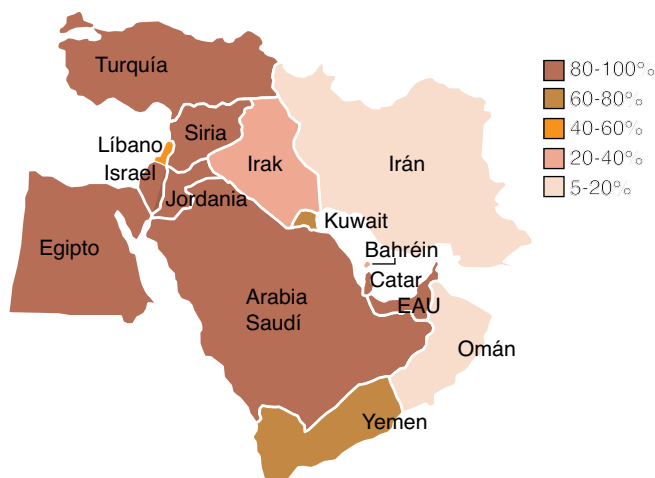 Turquía
Siria
Líbano
Israel
Jordania
Irak
Irán
Kuwait
Egipto
Bahréin
Catar
EAU
Arabia
Saudí
Omán
Yemen
80-100%
60-80%
40-60%
20-40%
5-20%